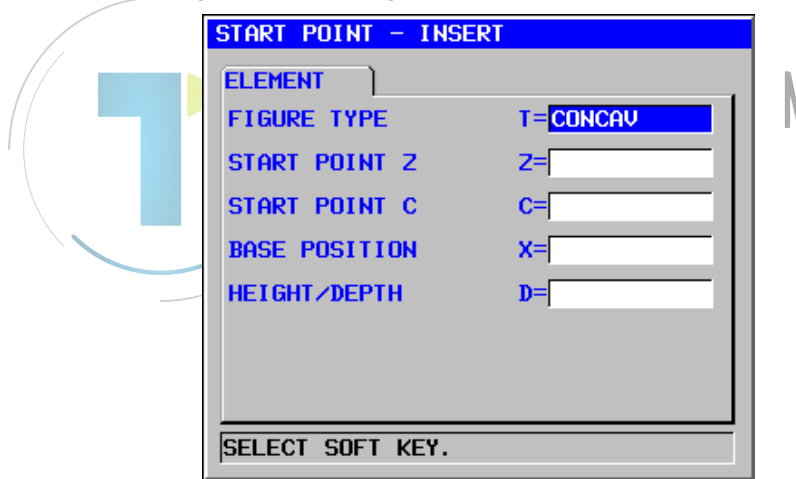 START POINT - INSERT
ELEMENT
FIGURE TYPE T=CONCAV
START POINT Z Z=
START POINT C C=
BASE POSITION X=
HEIGHT/DEPTH D=
SELECT SOFT KEY.